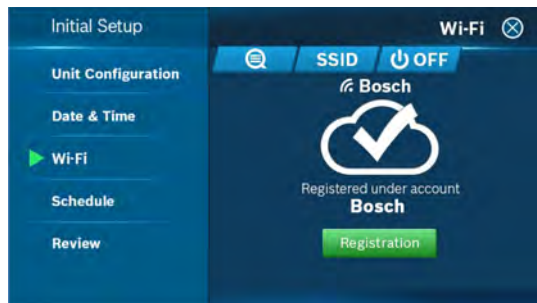 Initial Setup
Wi-Fi
Unit Configuration
Date & Time
Wi-Fi
Schedule
Review
SSID
OFF
Bosch
Registered under account
Bosch
Registration